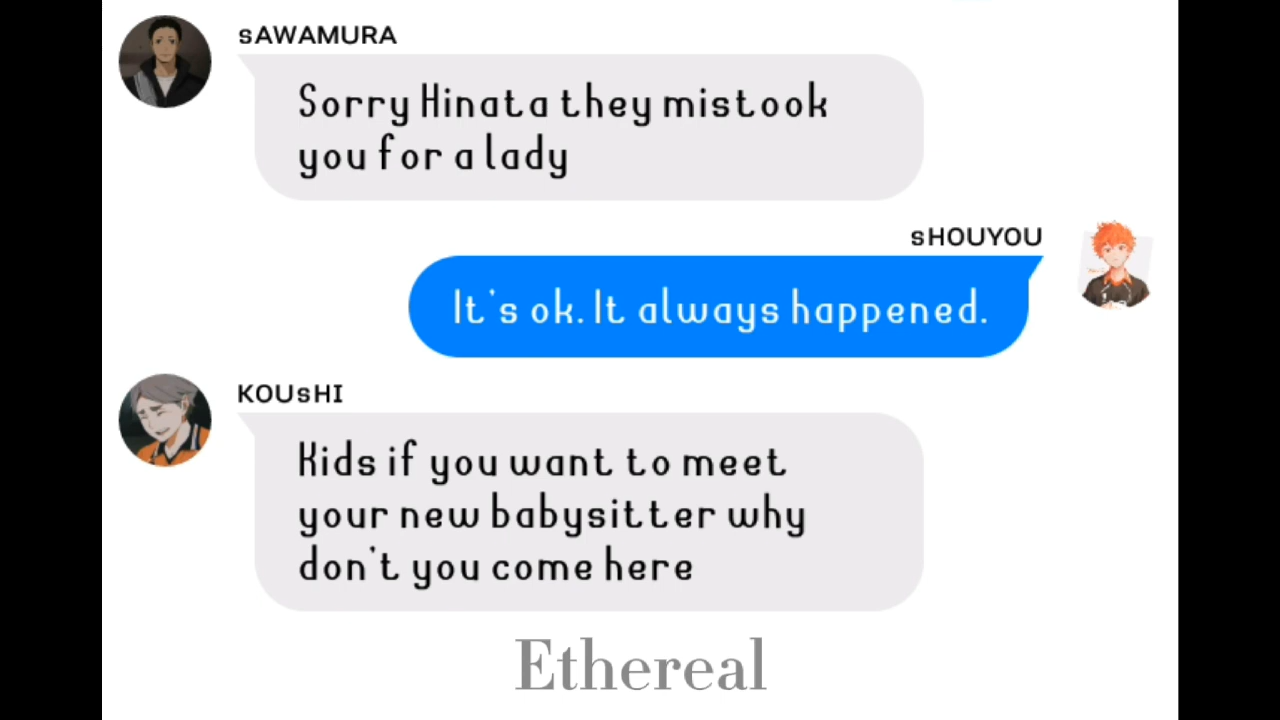 sAWAMURA
Sorry Hinata they mistook
you for a lady
sHOUYOU
It's ok. It always happened.
KOUsHI
Kids if you want to meet
your new babysitter why
don't you come here
Ethereal